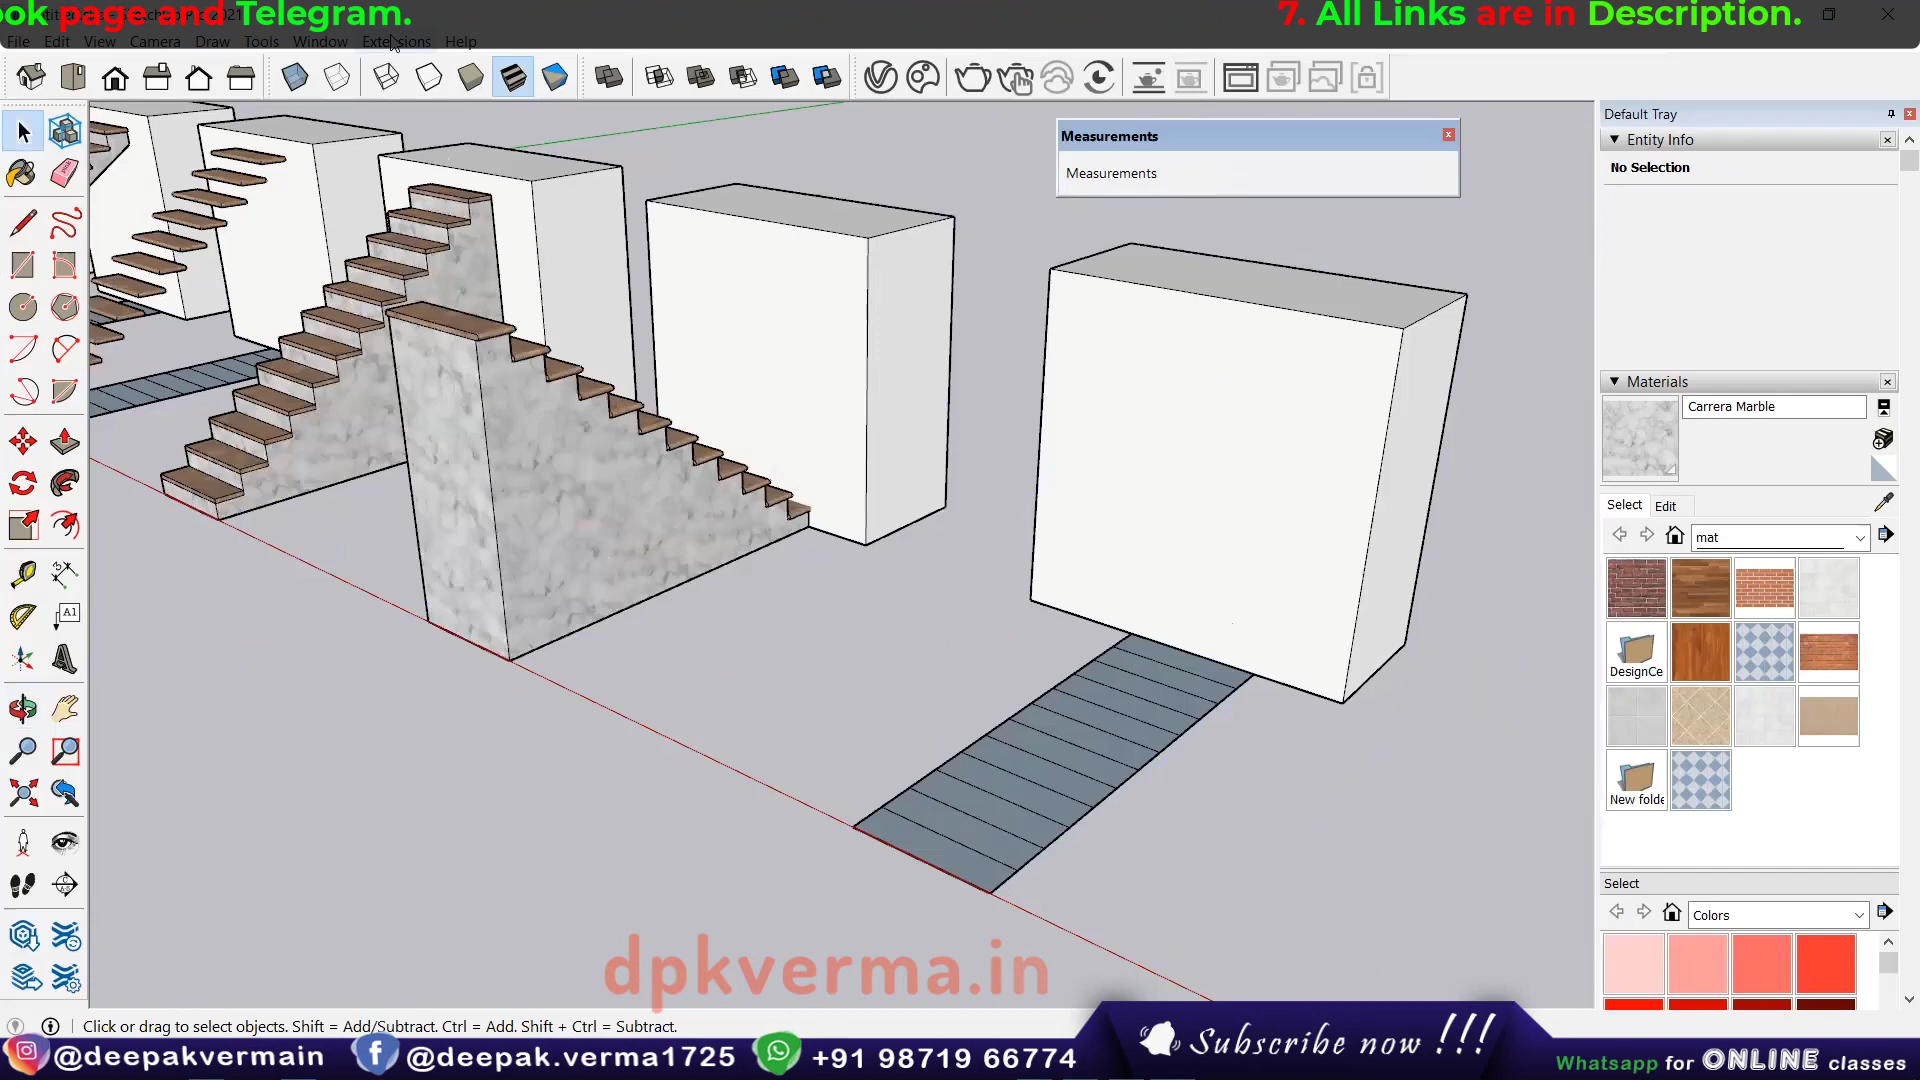 ook page and Telegram.
7. All Links are in Description.
File Edit View Camera Draw Tools Window Extensions Help
Measurements
Measurements
Default Tray
Entity Info
No Selection
Materials
Carrera Marble
Select Edit
mat
DesignCe
New folde
Select
Colors
A1
dpkverma.in
Click or drag to select objects. Shift = Add/Subtract. Ctrl = Add. Shift + Ctrl = Subtract.
Subscribe now !!!
@deepakvermain @deepak.verma1725 +91 98719 66774
Whatsapp for ONLINE classes